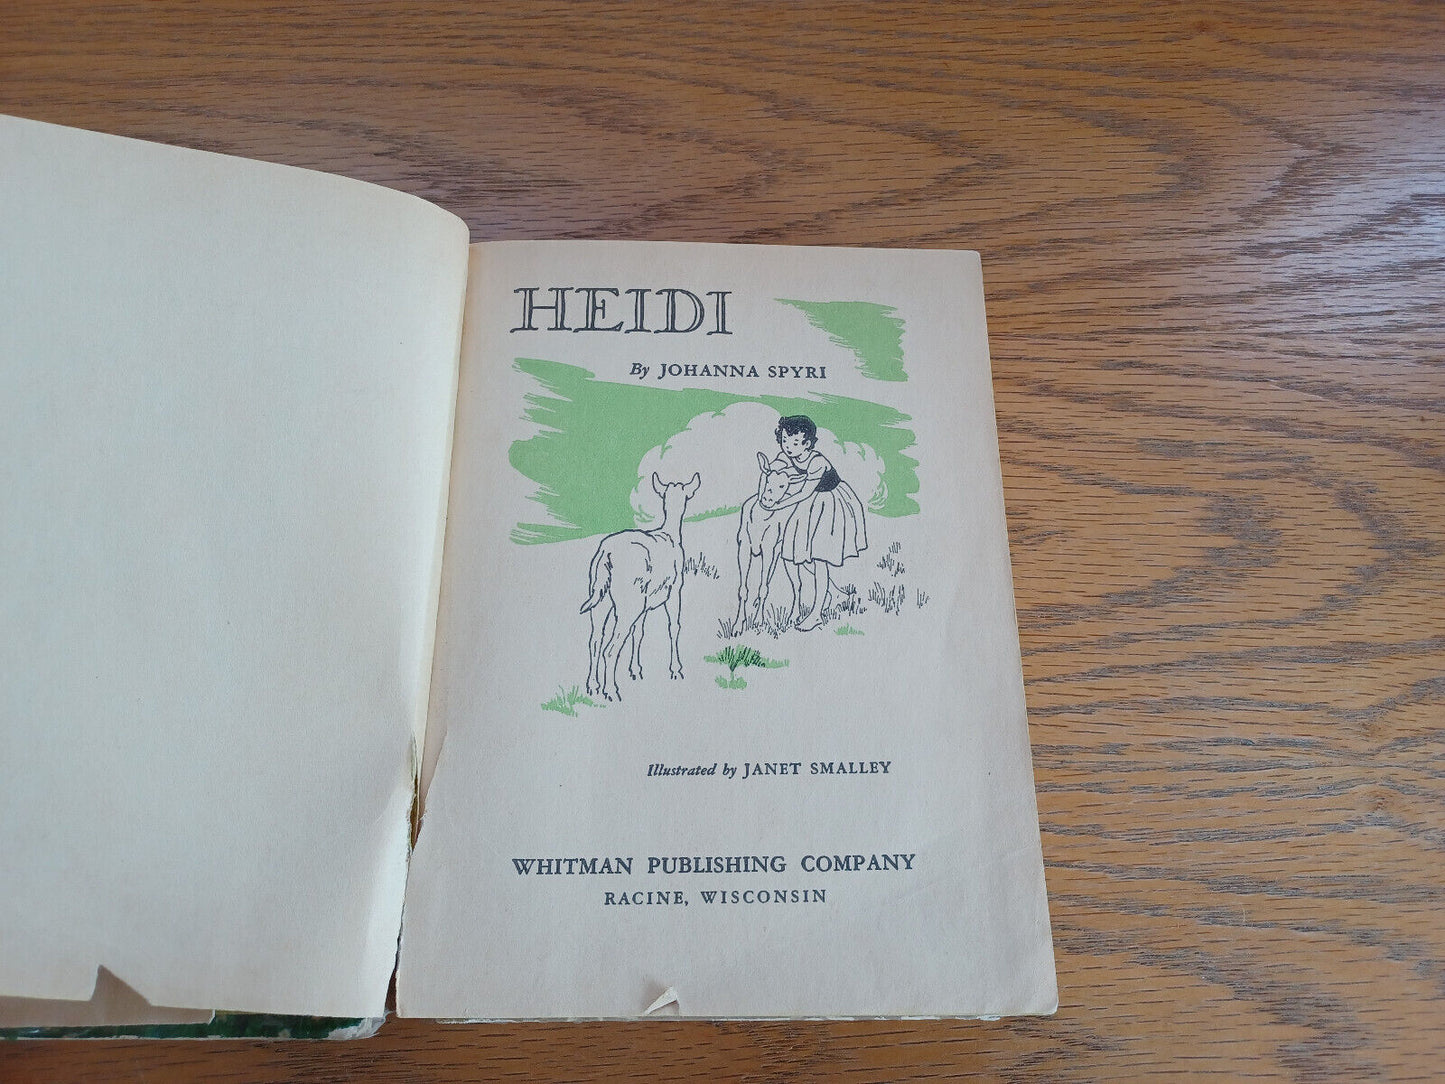 HEIDI
By JOHANNA SPYRI
Illustrated by JANET SMALLEY
WHITMAN PUBLISHING COMPANY
RACINE, WISCONSIN